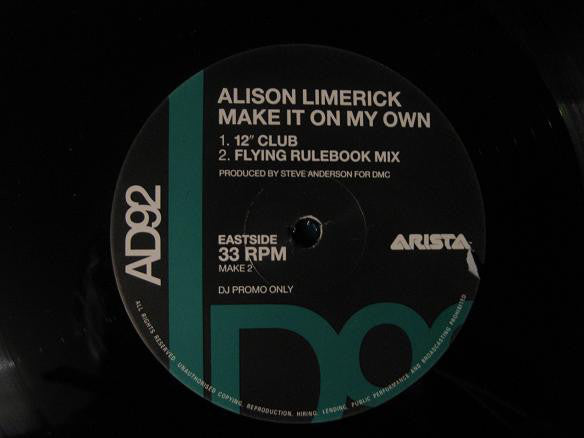 ALISON LIMERICK
MAKE IT ON MY OWN
1. 12" CLUB
2. FLYING RULEBOOK MIX
PRODUCED BY STEVE ANDERSON FOR DMC
AD92
EASTSIDE
33 RPM
MAKE 2
ARISTA
DJ PROMO ONLY
D92
ALL RIGHTS RESERVED. UNAUTHORISED COPYING, REPRODUCTION, HIRING, LENDING, PUBLIC PERFORMANCE AND BROADCASTING PROHIBITED